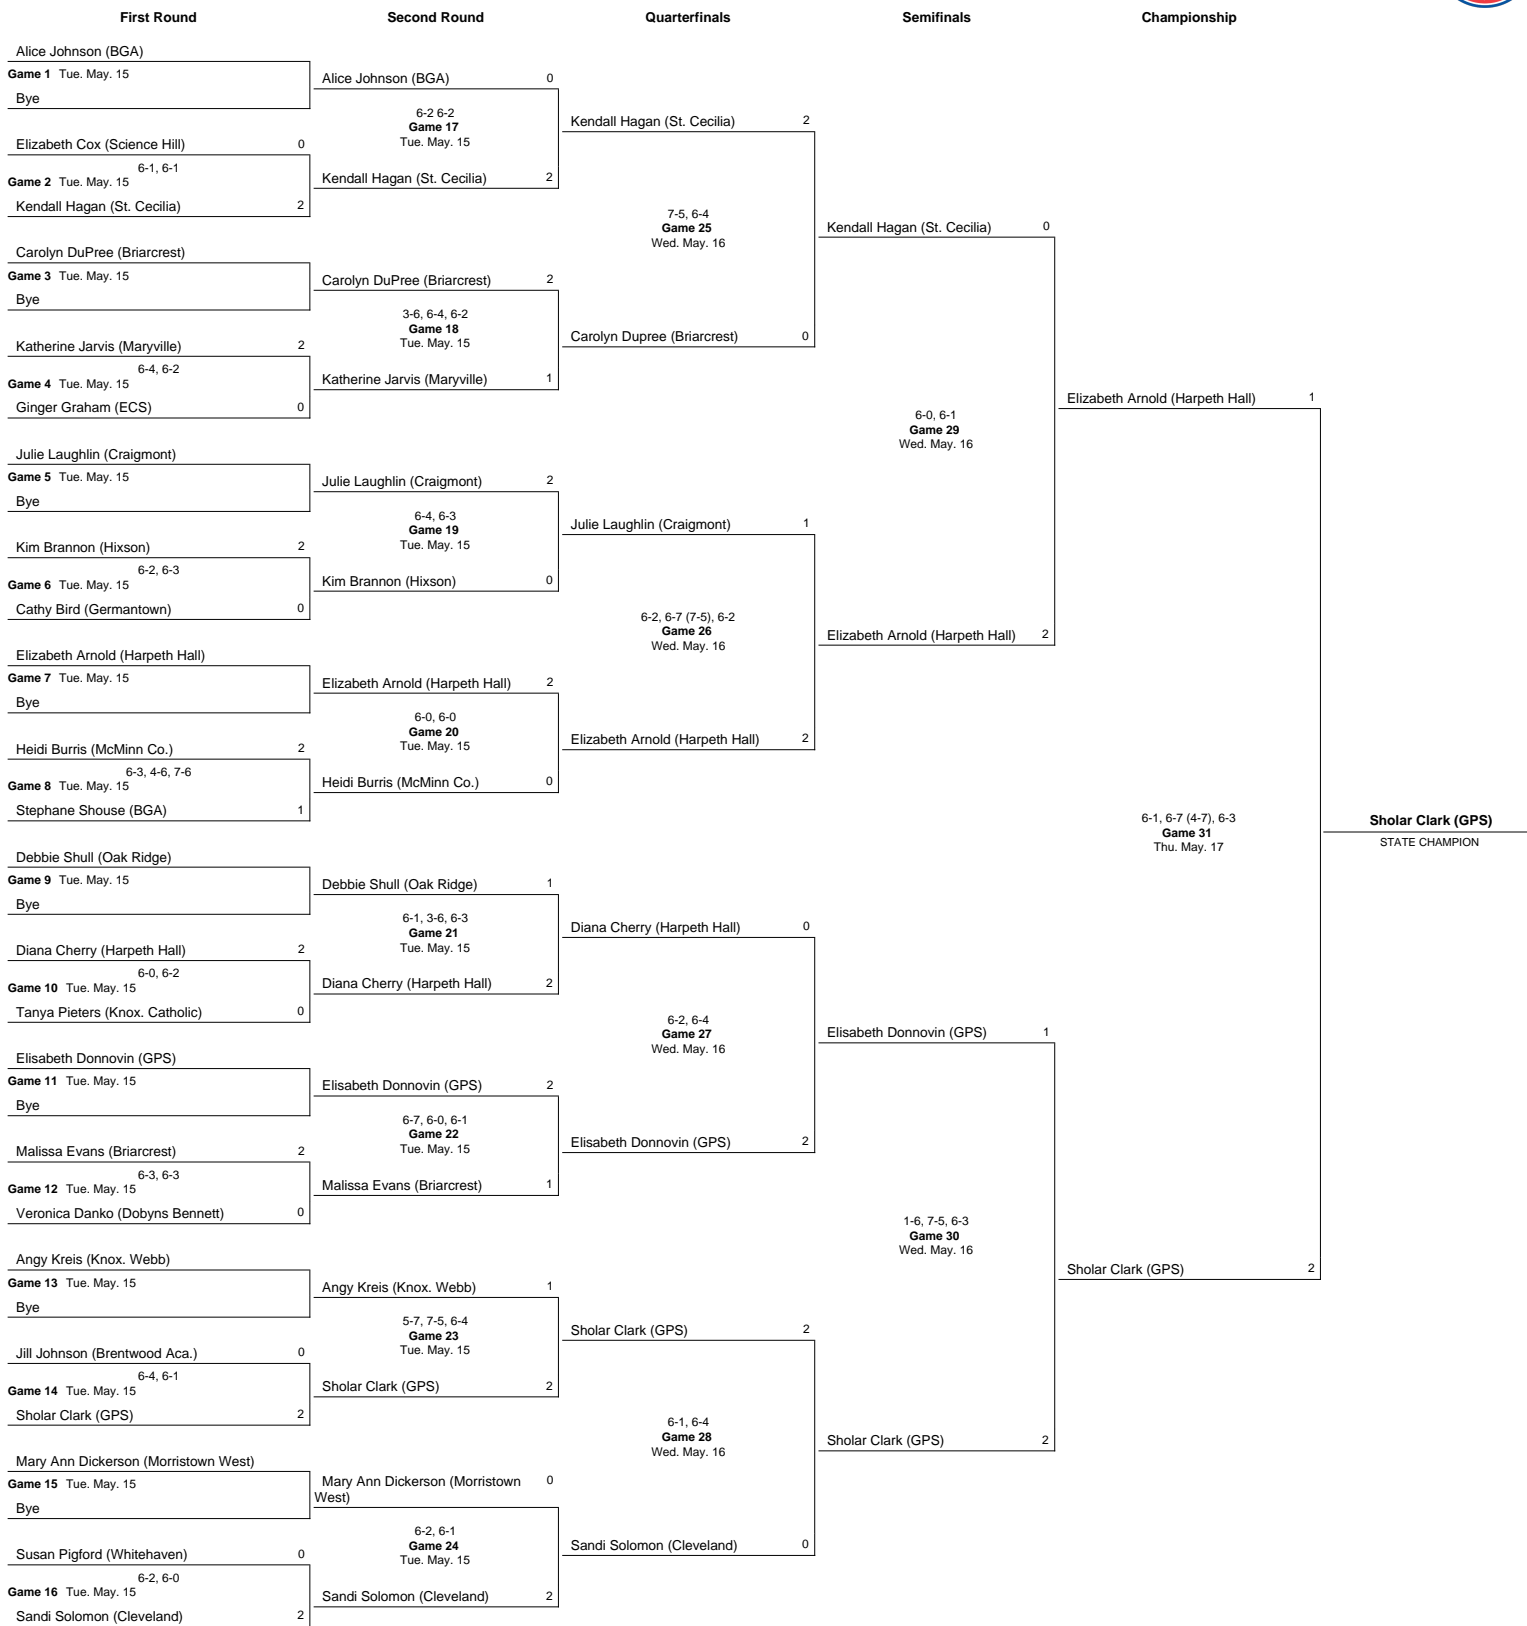 First Round
Second Round
Quarterfinals
Semifinals
Championship
Alice Johnson (BGA)
Game 1 Tue. May. 15
Bye
Elizabeth Cox (Science Hill) 0
6-1, 6-1
Game 2 Tue. May. 15
Kendall Hagan (St. Cecilia) 2
Carolyn DuPree (Briarcrest)
Game 3 Tue. May. 15
Bye
Katherine Jarvis (Maryville) 2
6-4, 6-2
Game 4 Tue. May. 15
Ginger Graham (ECS) 0
Julie Laughlin (Craigmont)
Game 5 Tue. May. 15
Bye
Kim Brannon (Hixson) 2
6-2, 6-3
Game 6 Tue. May. 15
Cathy Bird (Germantown) 0
Elizabeth Arnold (Harpeth Hall)
Game 7 Tue. May. 15
Bye
Heidi Burris (McMinn Co.) 2
6-3, 4-6, 7-6
Game 8 Tue. May. 15
Stephane Shouse (BGA) 1
Debbie Shull (Oak Ridge)
Game 9 Tue. May. 15
Bye
Diana Cherry (Harpeth Hall) 2
6-0, 6-2
Game 10 Tue. May. 15
Tanya Pieters (Knox. Catholic) 0
Elisabeth Donnovin (GPS)
Game 11 Tue. May. 15
Bye
Malissa Evans (Briarcrest) 2
6-3, 6-3
Game 12 Tue. May. 15
Veronica Danko (Dobyns Bennett) 0
Angy Kreis (Knox. Webb)
Game 13 Tue. May. 15
Bye
Jill Johnson (Brentwood Aca.) 0
6-4, 6-1
Game 14 Tue. May. 15
Sholar Clark (GPS) 2
Mary Ann Dickerson (Morristown West)
Game 15 Tue. May. 15
Bye
Susan Pigford (Whitehaven) 0
6-2, 6-0
Game 16 Tue. May. 15
Sandi Solomon (Cleveland) 2
Alice Johnson (BGA) 0
6-2 6-2
Game 17
Tue. May. 15
Kendall Hagan (St. Cecilia) 2
Carolyn DuPree (Briarcrest) 2
3-6, 6-4, 6-2
Game 18
Tue. May. 15
Katherine Jarvis (Maryville) 1
Julie Laughlin (Craigmont) 2
6-4, 6-3
Game 19
Tue. May. 15
Kim Brannon (Hixson) 0
Elizabeth Arnold (Harpeth Hall) 2
6-0, 6-0
Game 20
Tue. May. 15
Heidi Burris (McMinn Co.) 0
Debbie Shull (Oak Ridge) 1
6-1, 3-6, 6-3
Game 21
Tue. May. 15
Diana Cherry (Harpeth Hall) 2
Elisabeth Donnovin (GPS) 2
6-7, 6-0, 6-1
Game 22
Tue. May. 15
Malissa Evans (Briarcrest) 1
Angy Kreis (Knox. Webb) 1
5-7, 7-5, 6-4
Game 23
Tue. May. 15
Sholar Clark (GPS) 2
Mary Ann Dickerson (Morristown 0
West)
6-2, 6-1
Game 24
Tue. May. 15
Sandi Solomon (Cleveland) 2
Kendall Hagan (St. Cecilia) 2
7-5, 6-4
Game 25
Wed. May. 16
Carolyn Dupree (Briarcrest) 0
Julie Laughlin (Craigmont) 1
6-2, 6-7 (7-5), 6-2
Game 26
Wed. May. 16
Elizabeth Arnold (Harpeth Hall) 2
Diana Cherry (Harpeth Hall) 0
6-2, 6-4
Game 27
Wed. May. 16
Elisabeth Donnovin (GPS) 2
Sholar Clark (GPS) 2
6-1, 6-4
Game 28
Wed. May. 16
Sandi Solomon (Cleveland) 0
Kendall Hagan (St. Cecilia) 0
6-0, 6-1
Game 29
Wed. May. 16
Elizabeth Arnold (Harpeth Hall) 2
Elisabeth Donnovin (GPS) 1
1-6, 7-5, 6-3
Game 30
Wed. May. 16
Sholar Clark (GPS) 2
Elizabeth Arnold (Harpeth Hall) 1
6-1, 6-7 (4-7), 6-3
Game 31
Thu. May. 17
Sholar Clark (GPS) 2
Sholar Clark (GPS)
STATE CHAMPION